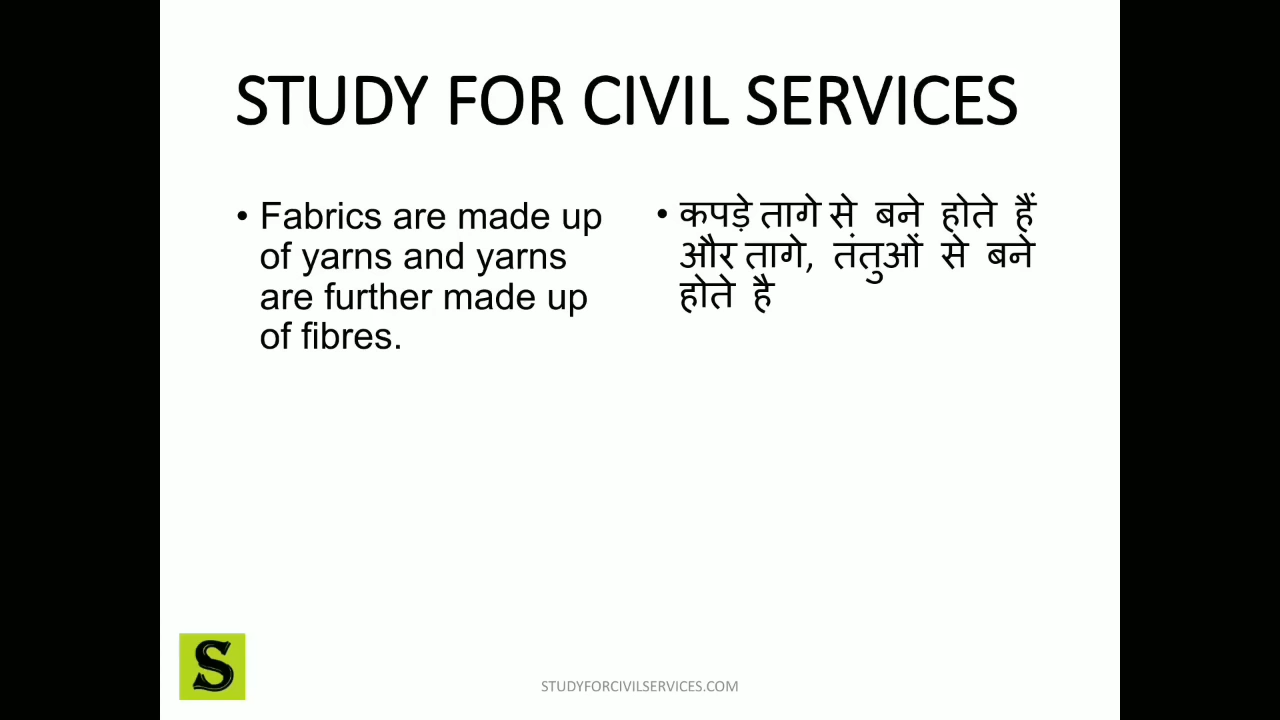 STUDY FOR CIVIL SERVICES
• Fabrics are made up
of yarns and yarns
are further made up
of fibres.
• कपड़े तागे से बने होते हैं
और तागे, तंतुओं से बने
होते है
S
STUDYFORCIVILSERVICES.COM